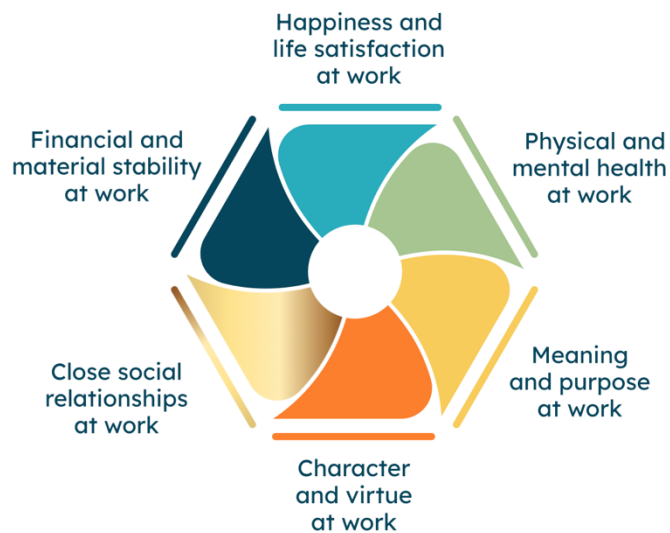 Happiness and
life satisfaction
at work
Physical and
mental health
at work
Meaning
and purpose
at work
Character
and virtue
at work
Close social
relationships
at work
Financial and
material stability
at work